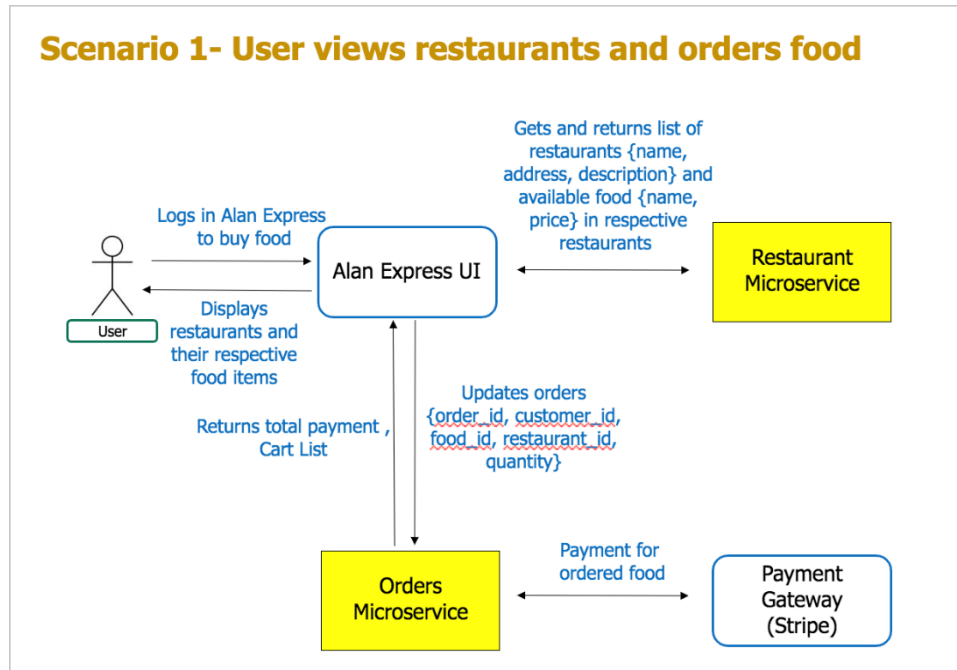 Scenario 1- User views restaurants and orders food
Gets and returns list of
restaurants {name,
address, description} and
available food {name,
price} in respective
restaurants
Logs in Alan Express
to buy food
Alan Express UI
Restaurant
Microservice
User
Displays
restaurants and
their respective
food items
Updates orders
{order_id, customer_id,
food_id, restaurant_id,
quantity}
Returns total payment ,
Cart List
Orders
Microservice
Payment for
ordered food
Payment
Gateway
(Stripe)